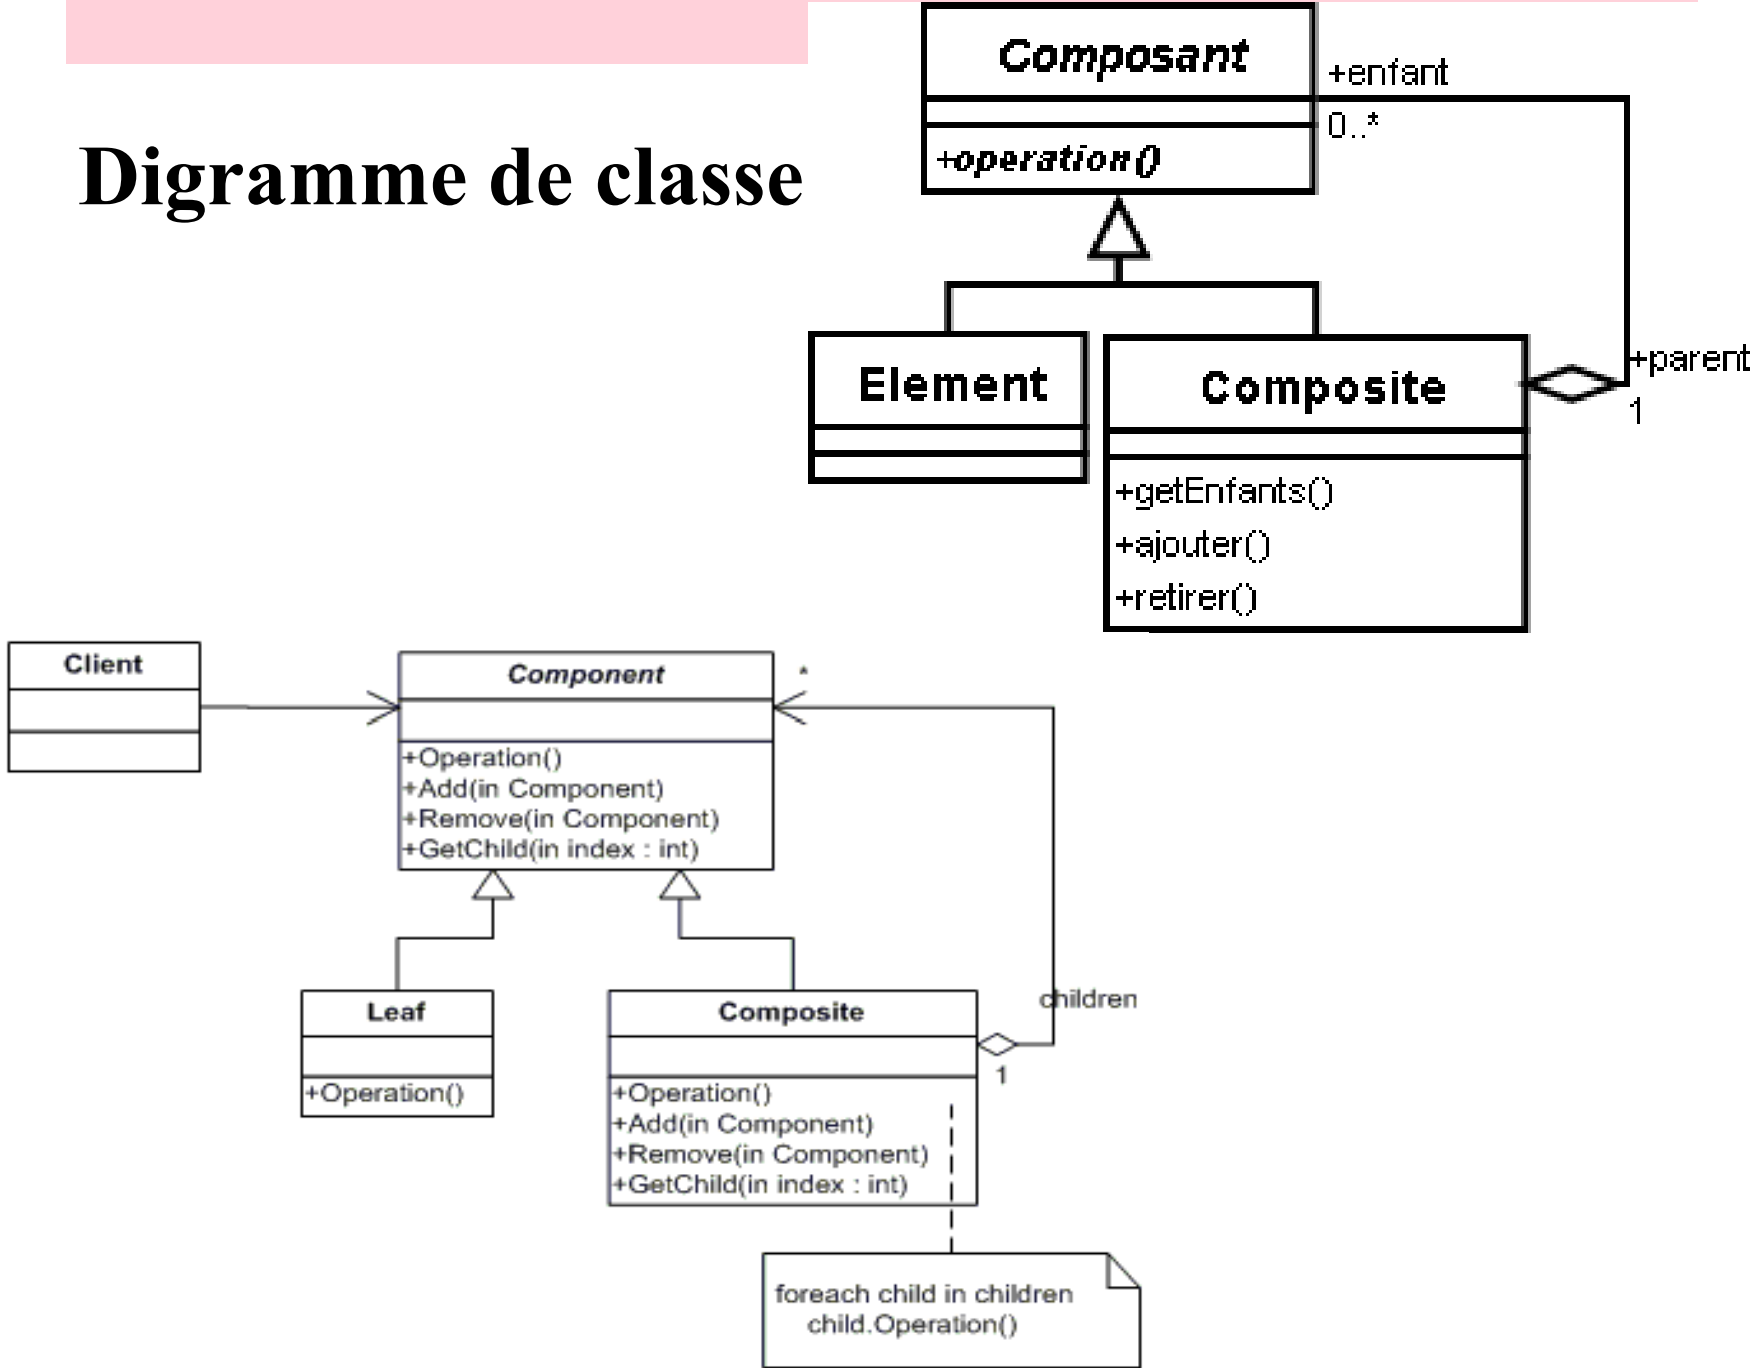 Digramme de classe
Composant
+operation()
+enfant
0..*
Element
Composite
+getEnfants()
+ajouter()
+retirer()
+parent
1
Client
Component
+Operation()
+Add(in Component)
+Remove(in Component)
+GetChild(in index : int)
*
Leaf
+Operation()
Composite
+Operation()
+Add(in Component)
+Remove(in Component)
+GetChild(in index : int)
children
1
foreach child in children
child.Operation()